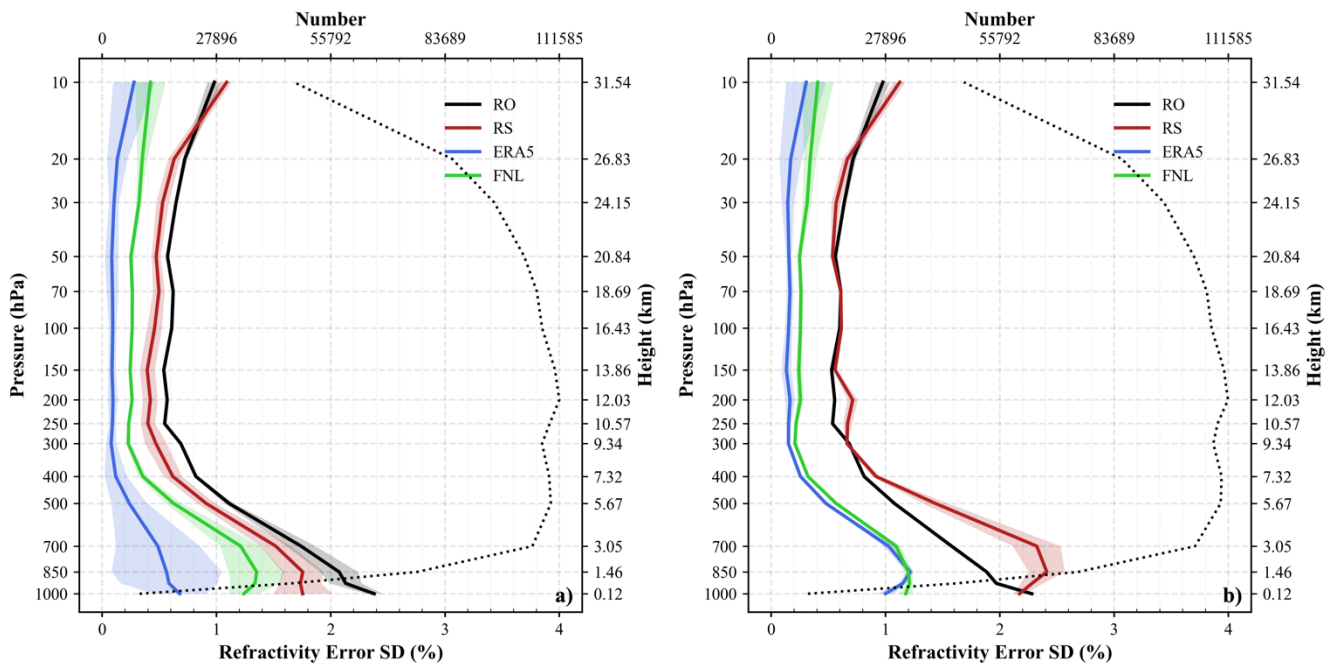 Number
0 27896 55792 83689 111585
10 31.54
RO
RS
ERA5
FNL
20 26.83
30 24.15
50 20.84
70 18.69
100 16.43
150 13.86
200 12.03
250 10.57
300 9.34
400 7.32
500 5.67
700 3.05
850 1.46
1000 0.12
Pressure (hPa)
Height (km)
a)
0 1 2 3 4
Refractivity Error SD (%)
Number
0 27896 55792 83689 111585
10 31.54
RO
RS
ERA5
FNL
20 26.83
30 24.15
50 20.84
70 18.69
100 16.43
150 13.86
200 12.03
250 10.57
300 9.34
400 7.32
500 5.67
700 3.05
850 1.46
1000 0.12
Pressure (hPa)
Height (km)
b)
0 1 2 3 4
Refractivity Error SD (%)